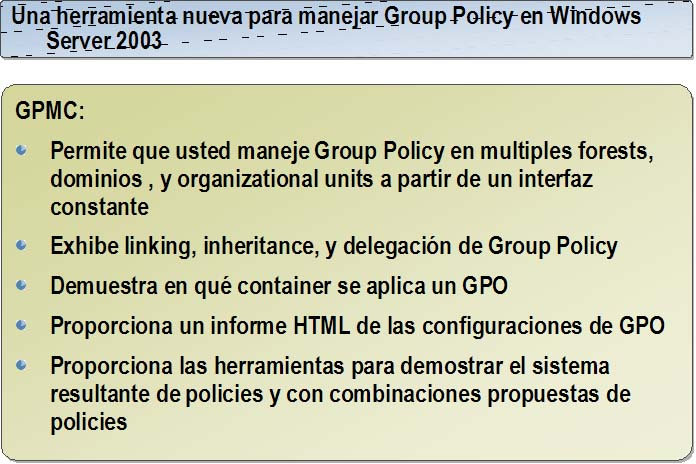 Una herramienta nueva para manejar Group Policy en Windows
Server 2003
GPMC:
Permite que usted maneje Group Policy en multiples forests,
dominios , y organizational units a partir de un interfaz
constante
Exhibe linking, inheritance, y delegación de Group Policy
Demuestra en qué container se aplica un GPO
Proporciona un informe HTML de las configuraciones de GPO
Proporciona las herramientas para demostrar el sistema
resultante de policies y con combinaciones propuestas de
policies